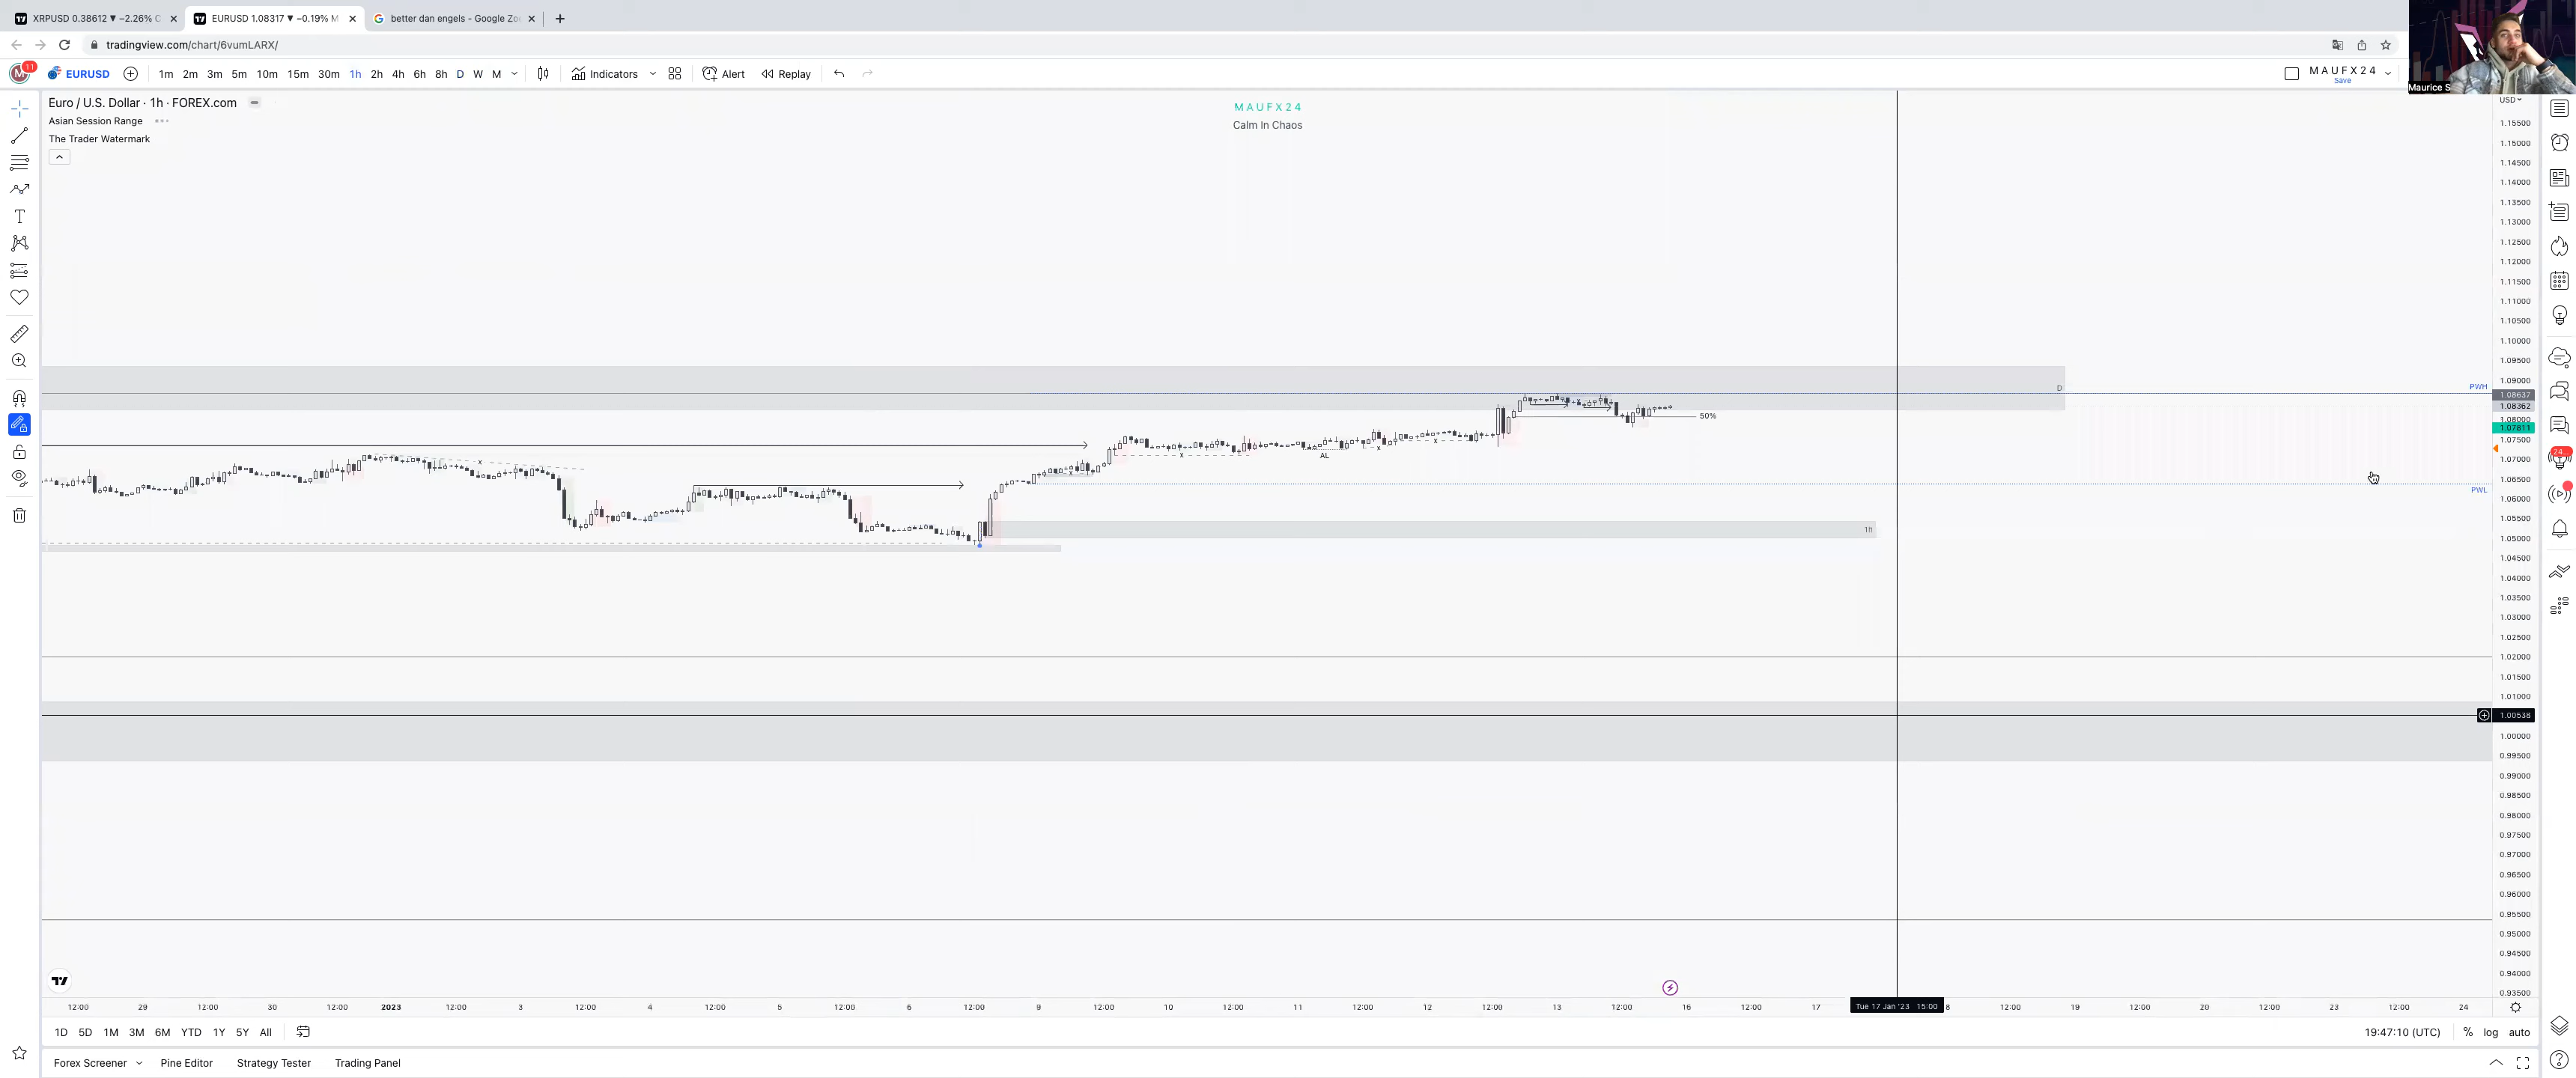 XRPUSD 0.38612 ▼ −2.26% C
EURUSD 1.08317 ▼ −0.19% M
better dan engels - Google Zo
tradingview.com/chart/6vumLARX/
M 11 EURUSD 1m 2m 3m 5m 10m 15m 30m 1h 2h 4h 6h 8h D W M Indicators Alert Replay
MAUFX24
Save
Maurice S
Euro / U.S. Dollar · 1h · FOREX.com
Asian Session Range
The Trader Watermark
MAUFX24
Calm In Chaos
USD
1.15500
1.15000
1.14500
1.14000
1.13500
1.13000
1.12500
1.12000
1.11500
1.11000
1.10500
1.10000
1.09500
1.09000
1.08637
1.08362
1.08000
1.07811
1.07500
1.07000
1.06500
1.06000
1.05500
1.05000
1.04500
1.04000
1.03500
1.03000
1.02500
1.02000
1.01500
1.01000
1.00538
1.00000
0.99500
0.99000
0.98500
0.98000
0.97500
0.97000
0.96500
0.96000
0.95500
0.95000
0.94500
0.94000
0.93500
PWH
D
50%
x
x
AL
x
x
x
PWL
1h
24
12:00 29 12:00 30 12:00 2023 12:00 3 12:00 4 12:00 5 12:00 6 12:00 9 12:00 10 12:00 11 12:00 12 12:00 13 12:00 16 12:00 17 Tue 17 Jan '23 15:00 8 12:00 19 12:00 20 12:00 23 12:00 24
1D 5D 1M 3M 6M YTD 1Y 5Y All
19:47:10 (UTC) % log auto
Forex Screener Pine Editor Strategy Tester Trading Panel